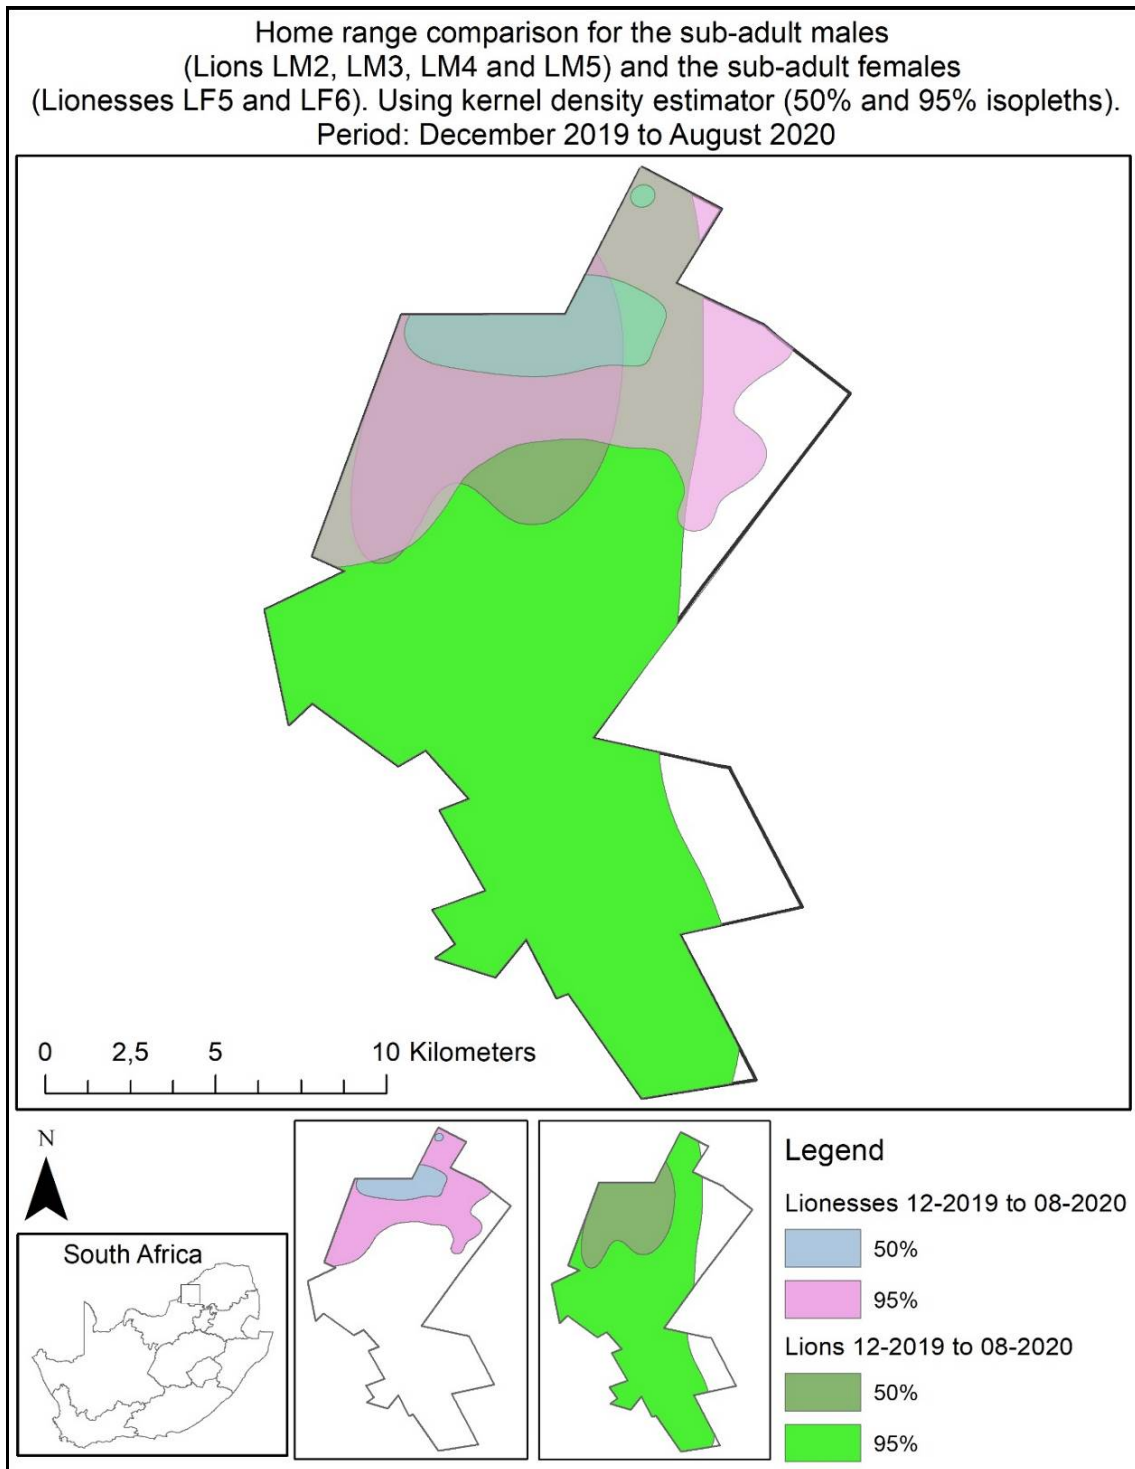 Home range comparison for the sub-adult males
(Lions LM2, LM3, LM4 and LM5) and the sub-adult females
(Lionesses LF5 and LF6). Using kernel density estimator (50% and 95% isopleths).
Period: December 2019 to August 2020
0 2,5 5 10 Kilometers
N
South Africa
Legend
Lionesses 12-2019 to 08-2020
50%
95%
Lions 12-2019 to 08-2020
50%
95%